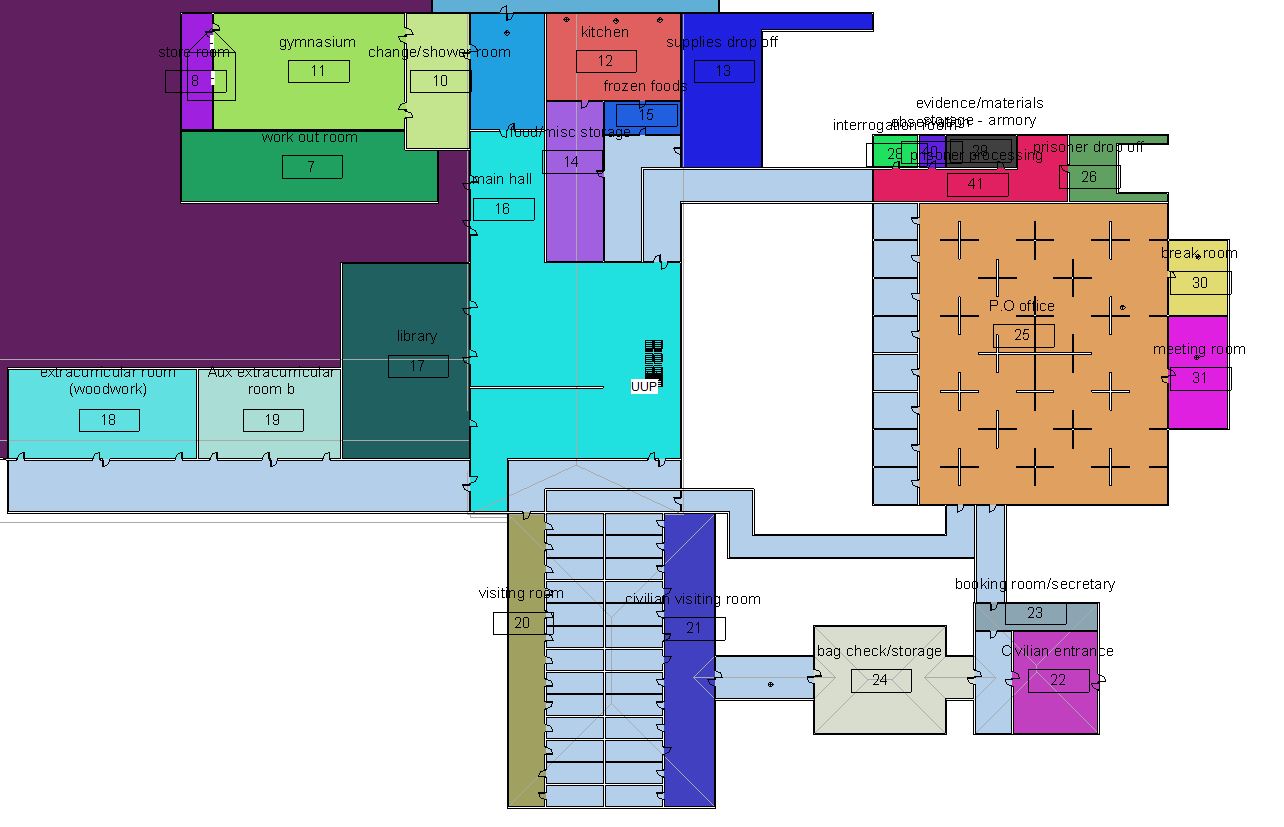 kitchen
store room
gymnasium
change/shower room
supplies drop off
8
11
10
12
13
frozen foods
15
evidence/materials
storage - armory
interrogation room
food/misc storage
14
work out room
7
28
prisoner processing
41
prisoner drop off
26
main hall
16
break room
30
P.O office
25
library
17
meeting room
31
extracurricular room
(woodwork)
18
Aux extracurricular
room b
19
UUP
visiting room
20
civilian visiting room
21
booking room/secretary
23
bag check/storage
24
Civilian entrance
22